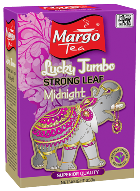 Margo
Tea
Lucky Jumbo
STRONG LEAF
Midnight
SUPERIOR QUALITY